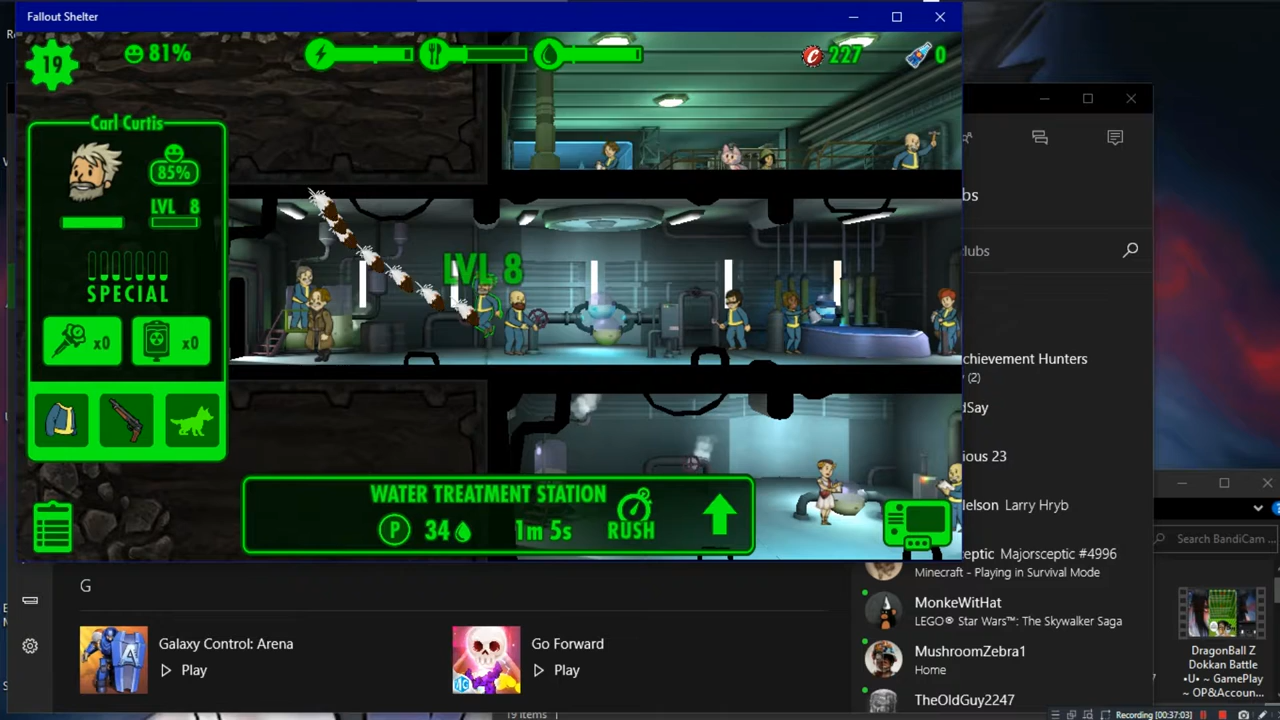 Fallout Shelter
19
81%
227
0
Carl Curtis
85%
LVL 8
SPECIAL
x0
x0
LVL 8
WATER TREATMENT STATION
P
34
1m 5s
RUSH
bs
lubs
chievement Hunters
(2)
dSay
ious 23
elson Larry Hryb
eptic Majorsceptic #4996
Minecraft - Playing in Survival Mode
MonkeWitHat
LEGO® Star Wars™: The Skywalker Saga
MushroomZebra1
Home
TheOldGuy2247
G
Galaxy Control: Arena
Play
Go Forward
Play
Search BandiCam ...
DragonBall Z
Dokkan Battle
•U• ~ GamePlay
~ OP&Accoun...
19 items
Recording [00:37:03]